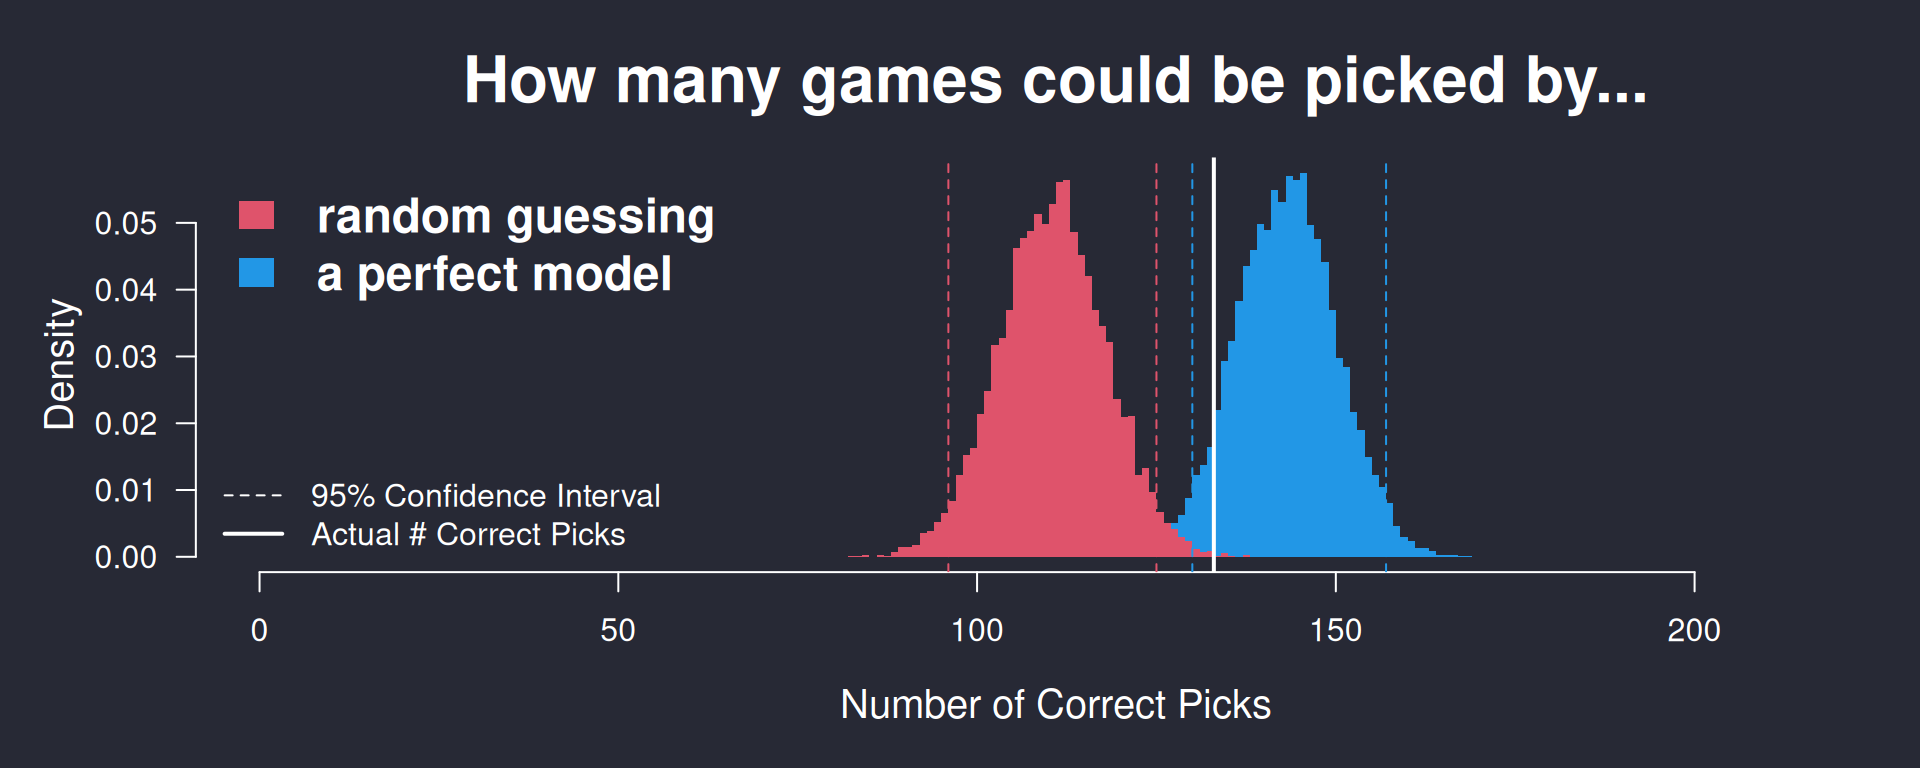 How many games could be picked by...
random guessing
a perfect model
95% Confidence Interval
Actual # Correct Picks
Density
0.05
0.04
0.03
0.02
0.01
0.00
0 50 100 150 200
Number of Correct Picks